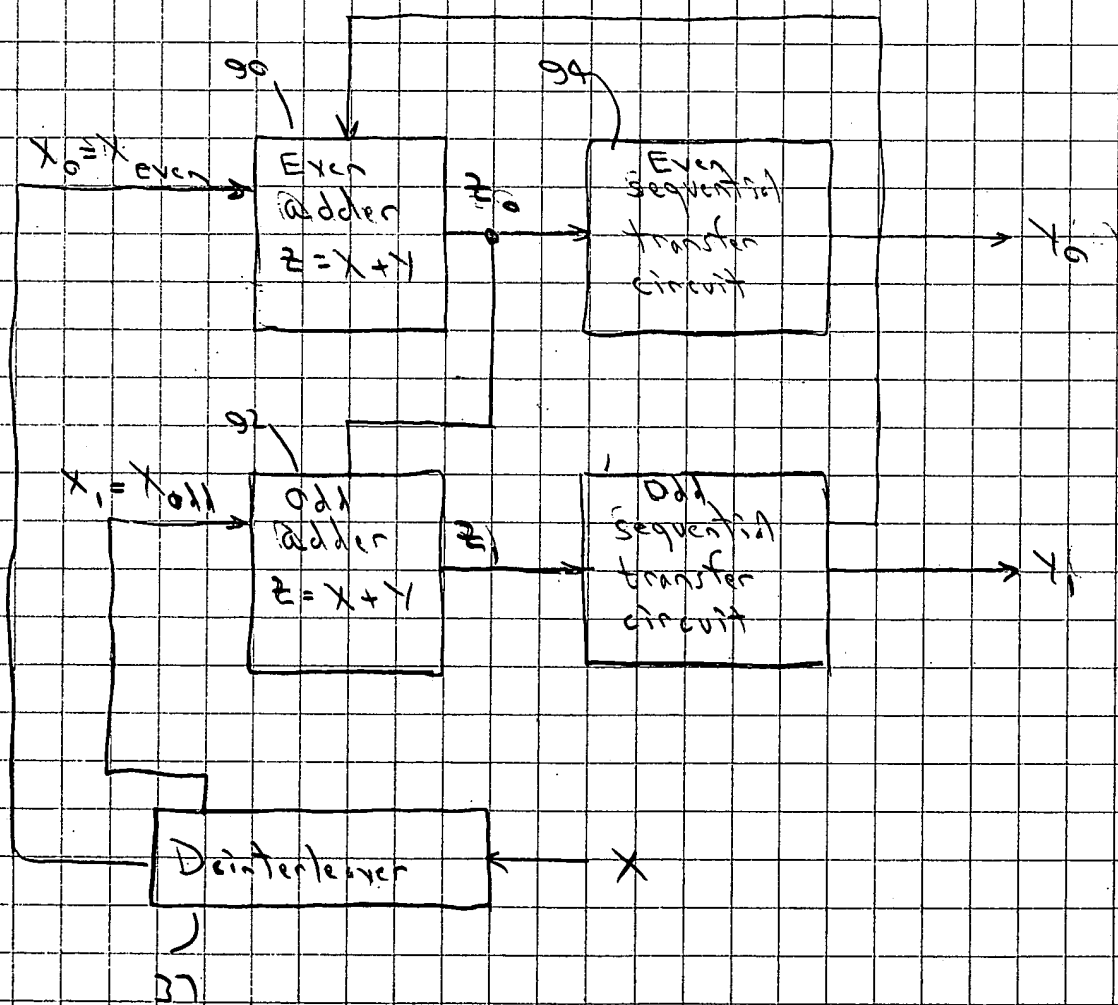 90
94
X₀ = X even
Even
adder
Z = X + Y
Z₀
Even
sequential
transfer
circuit
Y₀
92
X₁ = X odd
Odd
adder
Z = X + Y
Z₁
Odd
sequential
transfer
circuit
Y₁
Deinterleaver
X
37